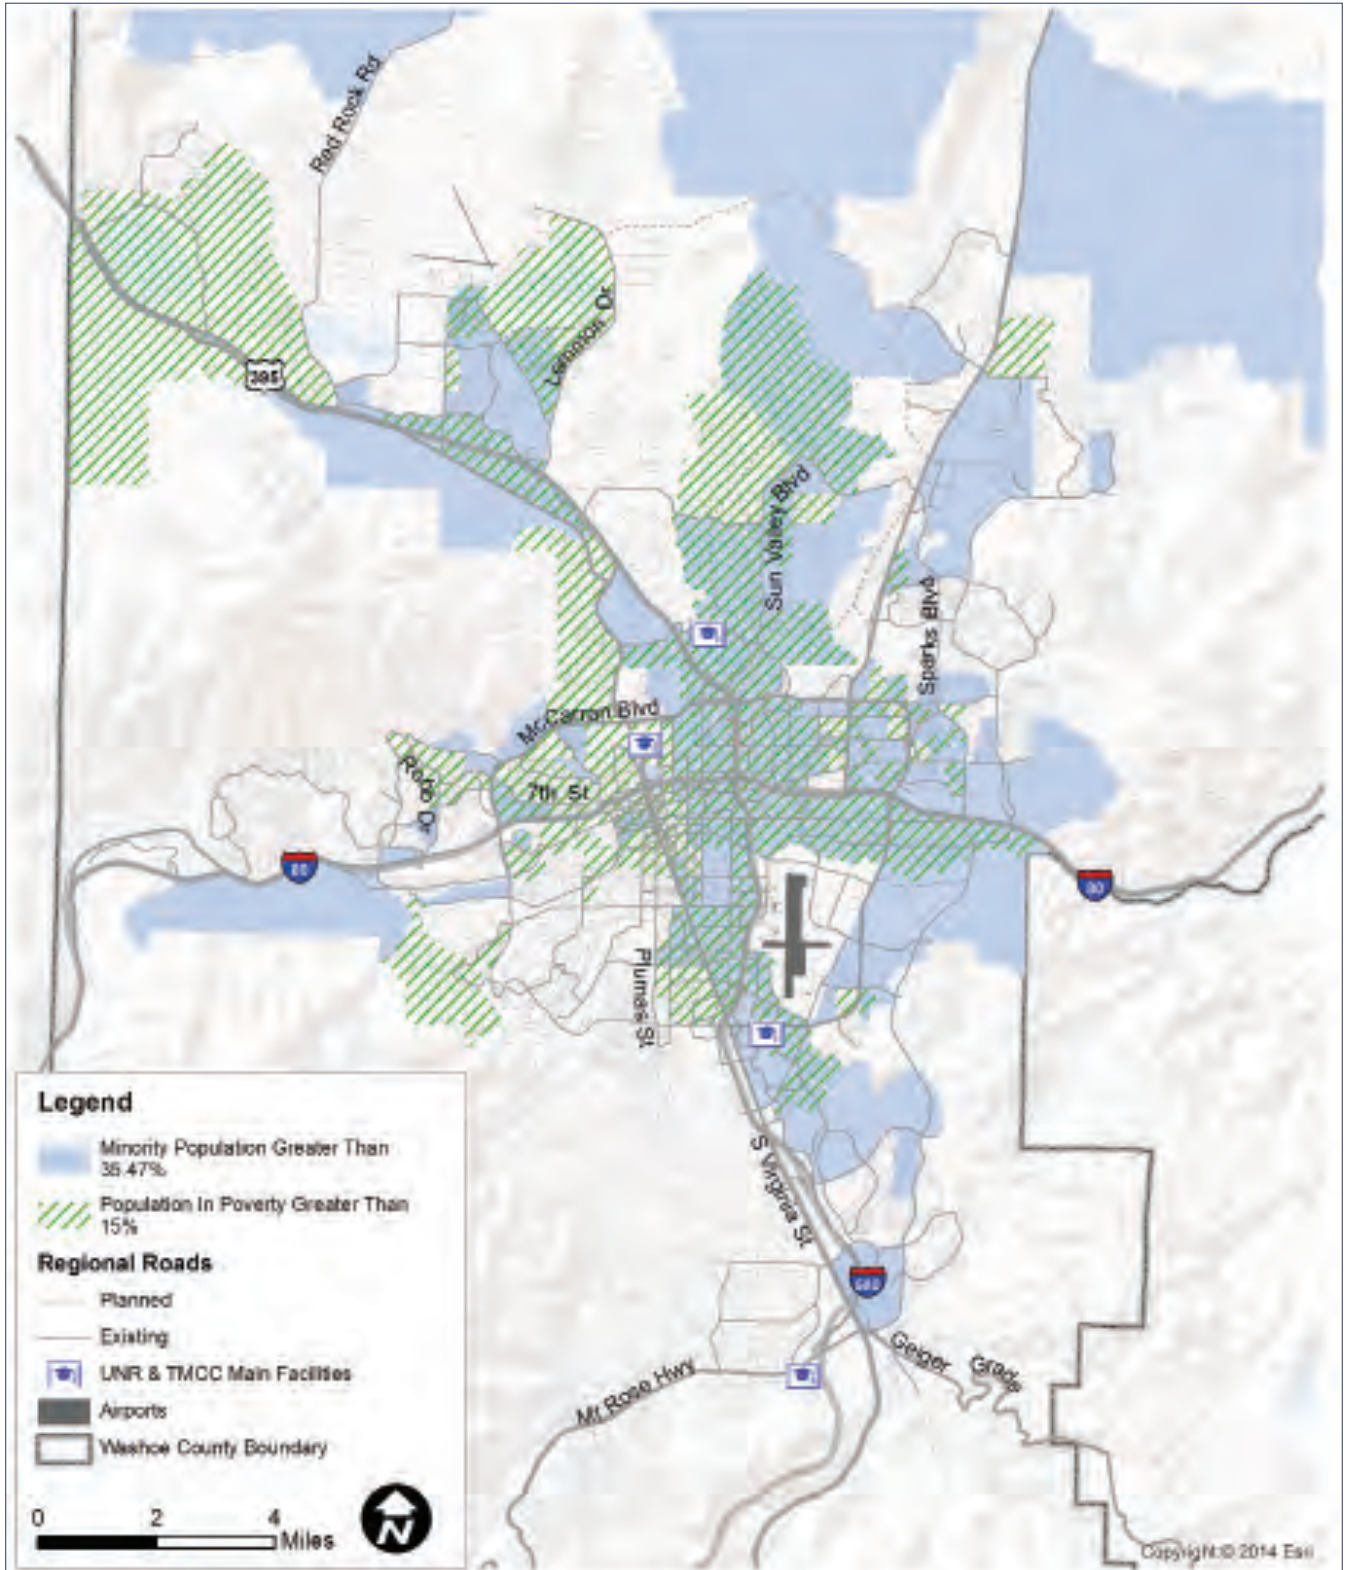 Red Rock Rd
Lemmon Dr
395
Sun Valley Blvd
Sparks Blvd
McCarran Blvd
Robb Dr
7th St
80
80
Plumas St
S Virginia St
580
Geiger Grade
Mt Rose Hwy
Legend
Minority Population Greater Than
35.47%
Population In Poverty Greater Than
15%
Regional Roads
Planned
Existing
UNR & TMCC Main Facilities
Airports
Washoe County Boundary
0 2 4
Miles
N
Copyright:© 2014 Esri